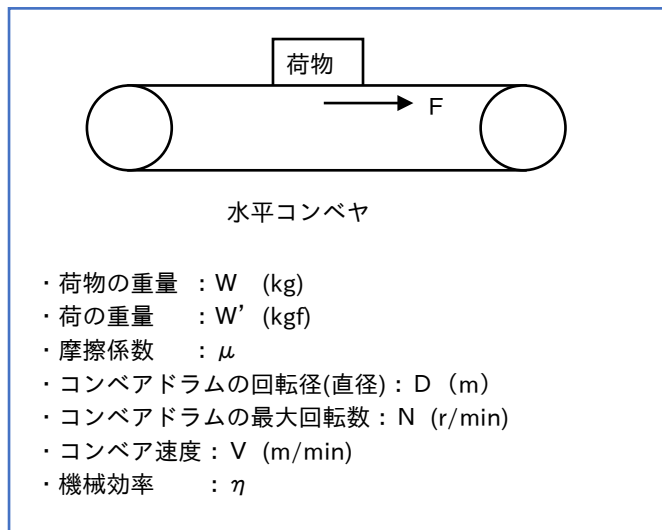 荷物
F
水平コンベヤ
・荷物の重量 ：W (kg)
・荷の重量 ：W’ (kgf)
・摩擦係数 ：μ
・コンベアドラムの回転径(直径)：D（m）
・コンベアドラムの最大回転数：N (r/min)
・コンベア速度：V (m/min)
・機械効率 ：η